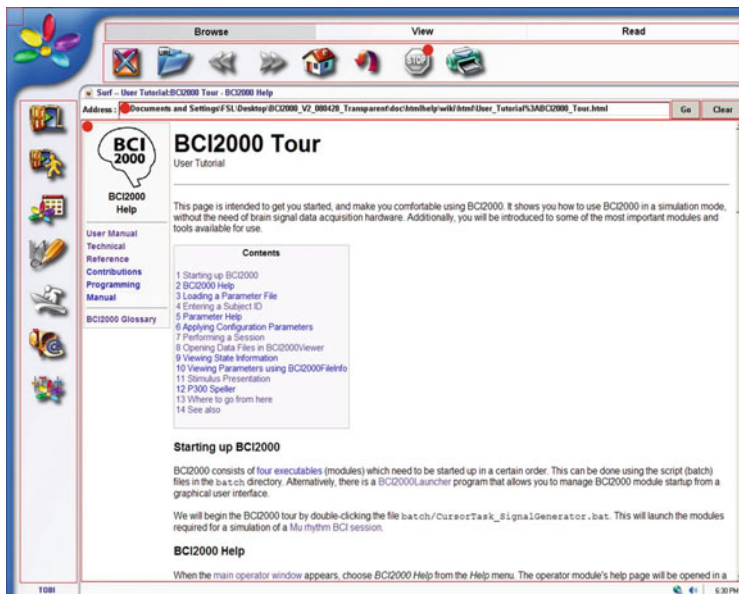 Browse View Read
URL
STOP
Surf - User Tutorial:BCI2000 Tour - BCI2000 Help
Address : Documents and Settings\FSL\Desktop\BCI2000_V2_080428_Transparent\doc\htmlhelp\wiki\html\User_Tutorial%3ABCI2000_Tour.html Go Clear
BCI
2000
BCI2000
Help
User Manual
Technical
Reference
Contributions
Programming
Manual
BCI2000 Glossary
BCI2000 Tour
User Tutorial
This page is intended to get you started, and make you comfortable using BCI2000. It shows you how to use BCI2000 in a simulation mode,
without the need of brain signal data acquisition hardware. Additionally, you will be introduced to some of the most important modules and
tools available for use.
Contents
1 Starting up BCI2000
2 BCI2000 Help
3 Loading a Parameter File
4 Entering a Subject ID
5 Parameter Help
6 Applying Configuration Parameters
7 Performing a Session
8 Opening Data Files in BCI2000Viewer
9 Viewing State Information
10 Viewing Parameters using BCI2000FileInfo
11 Stimulus Presentation
12 P300 Speller
13 Where to go from here
14 See also
Starting up BCI2000
BCI2000 consists of four executables (modules) which need to be started up in a certain order. This can be done using the script (batch)
files in the batch directory. Alternatively, there is a BCI2000Launcher program that allows you to manage BCI2000 module startup from a
graphical user interface.
We will begin the BCI2000 tour by double-clicking the file batch/CursorTask_SignalGenerator.bat. This will launch the modules
required for a simulation of a Mu rhythm BCI session.
BCI2000 Help
When the main operator window appears, choose BCI2000 Help from the Help menu. The operator module's help page will be opened in a
TOBI 6:30 PM